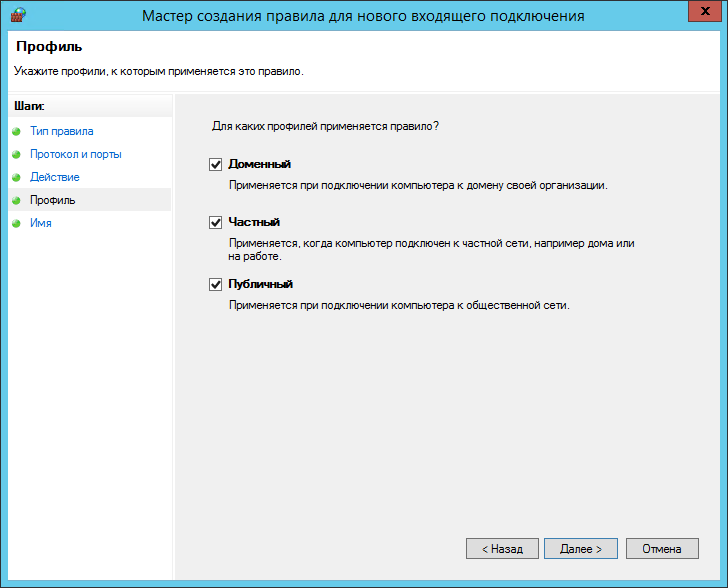 Мастер создания правила для нового входящего подключения
x
Профиль
Укажите профили, к которым применяется это правило.
Шаги:
Тип правила
Протокол и порты
Действие
Профиль
Имя
Для каких профилей применяется правило?
Доменный
Применяется при подключении компьютера к домену своей организации.
Частный
Применяется, когда компьютер подключен к частной сети, например дома или
на работе.
Публичный
Применяется при подключении компьютера к общественной сети.
< Назад
Далее >
Отмена